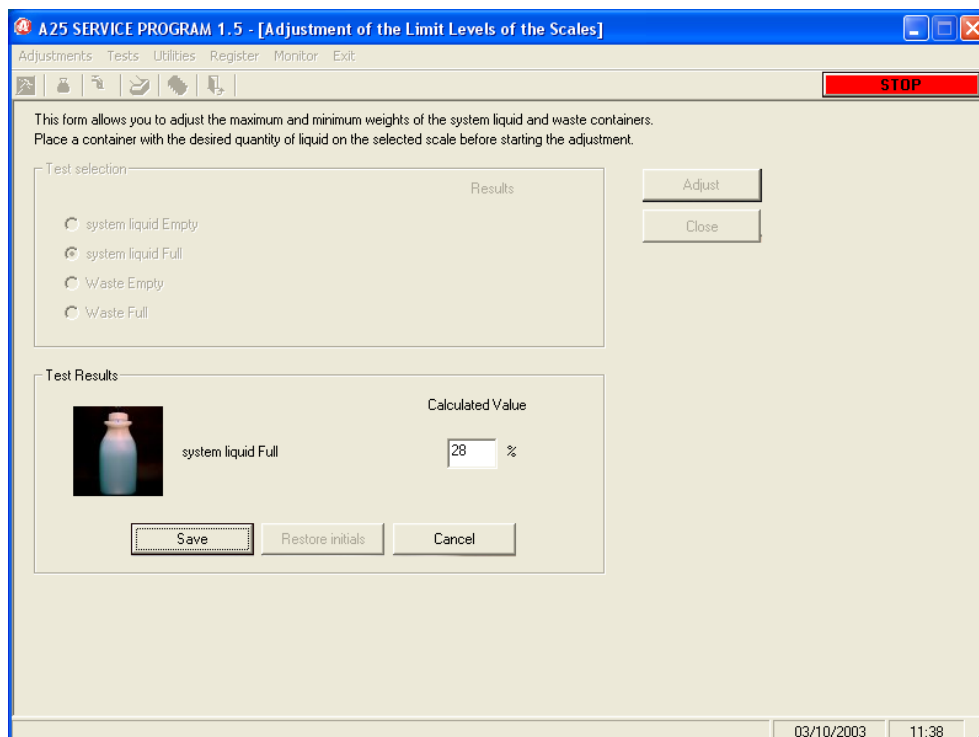 A25 SERVICE PROGRAM 1.5 - [Adjustment of the Limit Levels of the Scales]
Adjustments Tests Utilities Register Monitor Exit
STOP
This form allows you to adjust the maximum and minimum weights of the system liquid and waste containers.
Place a container with the desired quantity of liquid on the selected scale before starting the adjustment.
Test selection
Results
Adjust
system liquid Empty
Close
system liquid Full
Waste Empty
Waste Full
Test Results
Calculated Value
system liquid Full 28 %
Save Restore initials Cancel
03/10/2003 11:38